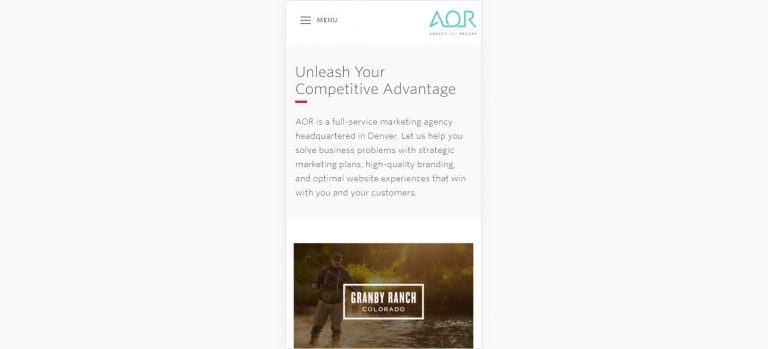 MENU
AOR
AGENCY OFF RECORD
Unleash Your
Competitive Advantage
AOR is a full-service marketing agency
headquartered in Denver. Let us help you
solve business problems with strategic
marketing plans, high-quality branding,
and optimal website experiences that win
with you and your customers.
GRANBY RANCH
COLORADO